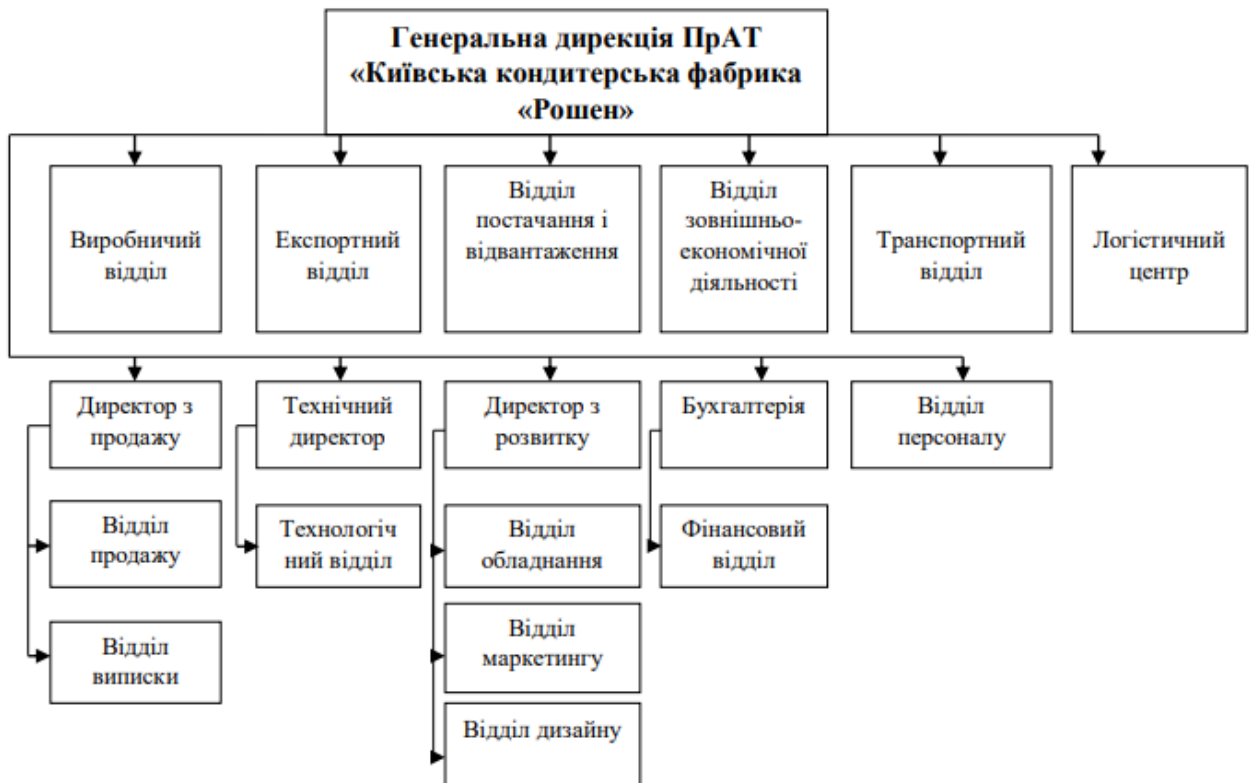 Генеральна дирекція ПрАТ
«Київська кондитерська фабрика
«Рошен»
Виробничий
відділ
Експортний
відділ
Відділ
постачання і
відвантаження
Відділ
зовнішньо-
економічної
діяльності
Транспортний
відділ
Логістичний
центр
Директор з
продажу
Технічний
директор
Директор з
розвитку
Бухгалтерія
Відділ
персоналу
Відділ
продажу
Технологіч
ний відділ
Відділ
обладнання
Фінансовий
відділ
Відділ
виписки
Відділ
маркетингу
Відділ дизайну